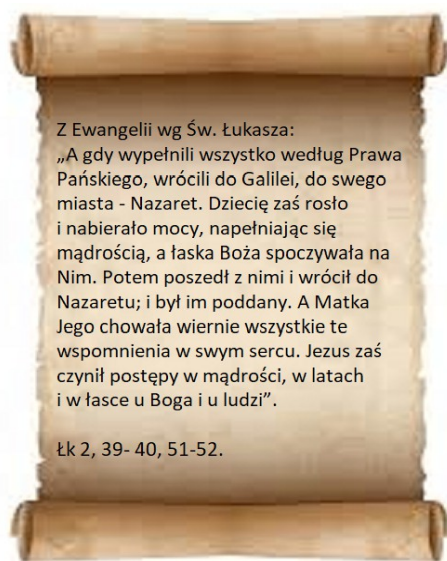 Z Ewangelii wg Św. Łukasza:
„A gdy wypełnili wszystko według Prawa
Pańskiego, wrócili do Galilei, do swego
miasta - Nazaret. Dziecię zaś rosło
i nabierało mocy, napełniając się
mądrością, a łaska Boża spoczywała na
Nim. Potem poszedł z nimi i wrócił do
Nazaretu; i był im poddany. A Matka
Jego chowała wiernie wszystkie te
wspomnienia w swym sercu. Jezus zaś
czynił postępy w mądrości, w latach
i w łasce u Boga i u ludzi”.
Łk 2, 39- 40, 51-52.